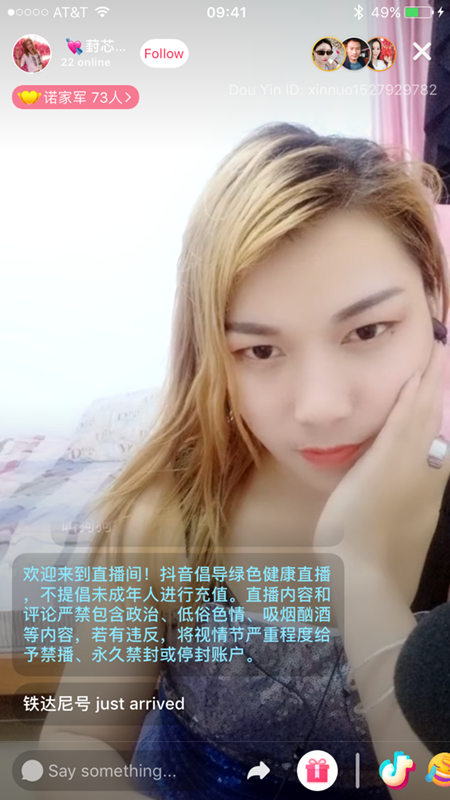 AT&T 09:41 49%
💘葑芯...
22 online
Follow
诺家军 73人
Dou Yin ID: xinnuo1527929782
欢迎来到直播间！抖音倡导绿色健康直播
，不提倡未成年人进行充值。直播内容和
评论严禁包含政治、低俗色情、吸烟酗酒
等内容，若有违反，将视情节严重程度给
予禁播、永久禁封或停封账户。
铁达尼号 just arrived
Say something...